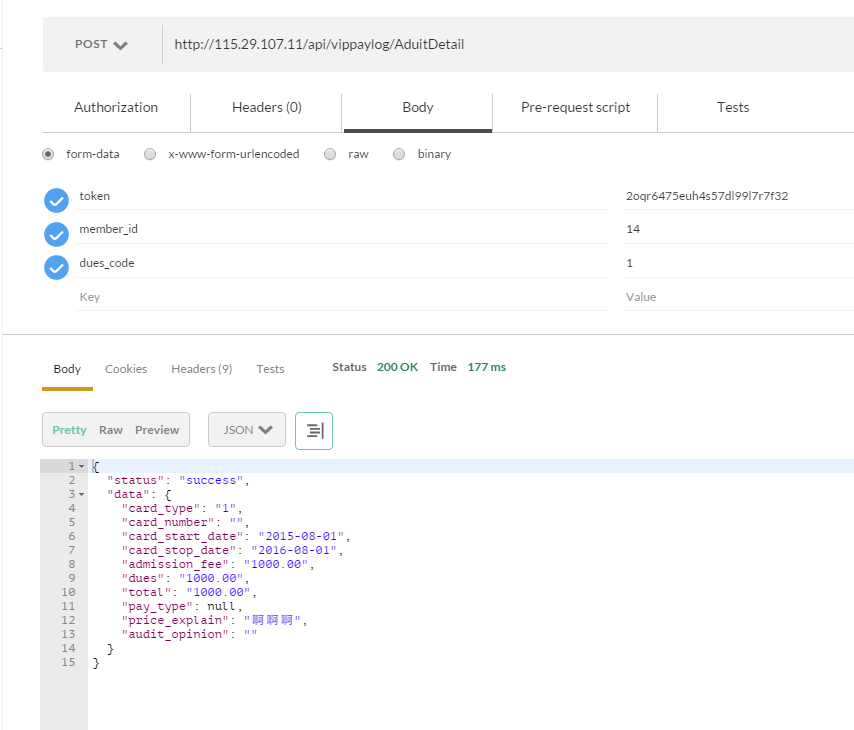 POST http://115.29.107.11/api/vippaylog/AduitDetail
Authorization Headers (0) Body Pre-request script Tests
form-data x-www-form-urlencoded raw binary
token 2oqr6475euh4s57dl99l7r7f32
member_id 14
dues_code 1
Key Value
Body Cookies Headers (9) Tests Status 200 OK Time 177 ms
Pretty Raw Preview JSON
1 {
2 "status": "success",
3 "data": {
4 "card_type": "1",
5 "card_number": "",
6 "card_start_date": "2015-08-01",
7 "card_stop_date": "2016-08-01",
8 "admission_fee": "1000.00",
9 "dues": "1000.00",
10 "total": "1000.00",
11 "pay_type": null,
12 "price_explain": "啊啊啊",
13 "audit_opinion": ""
14 }
15 }